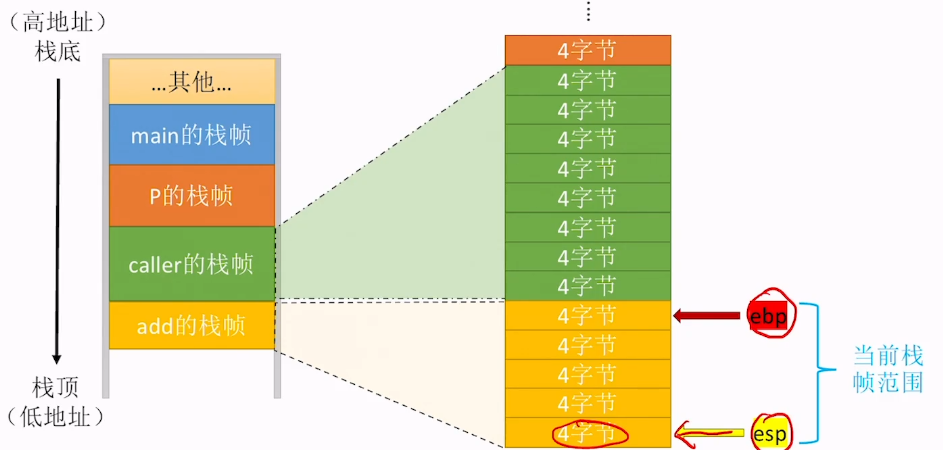 （高地址）
栈底
栈顶
（低地址）
...其他...
main的栈帧
P的栈帧
caller的栈帧
add的栈帧
4字节
4字节
4字节
4字节
4字节
4字节
4字节
4字节
4字节
4字节
4字节
4字节
4字节
4字节
ebp
esp
当前栈
帧范围